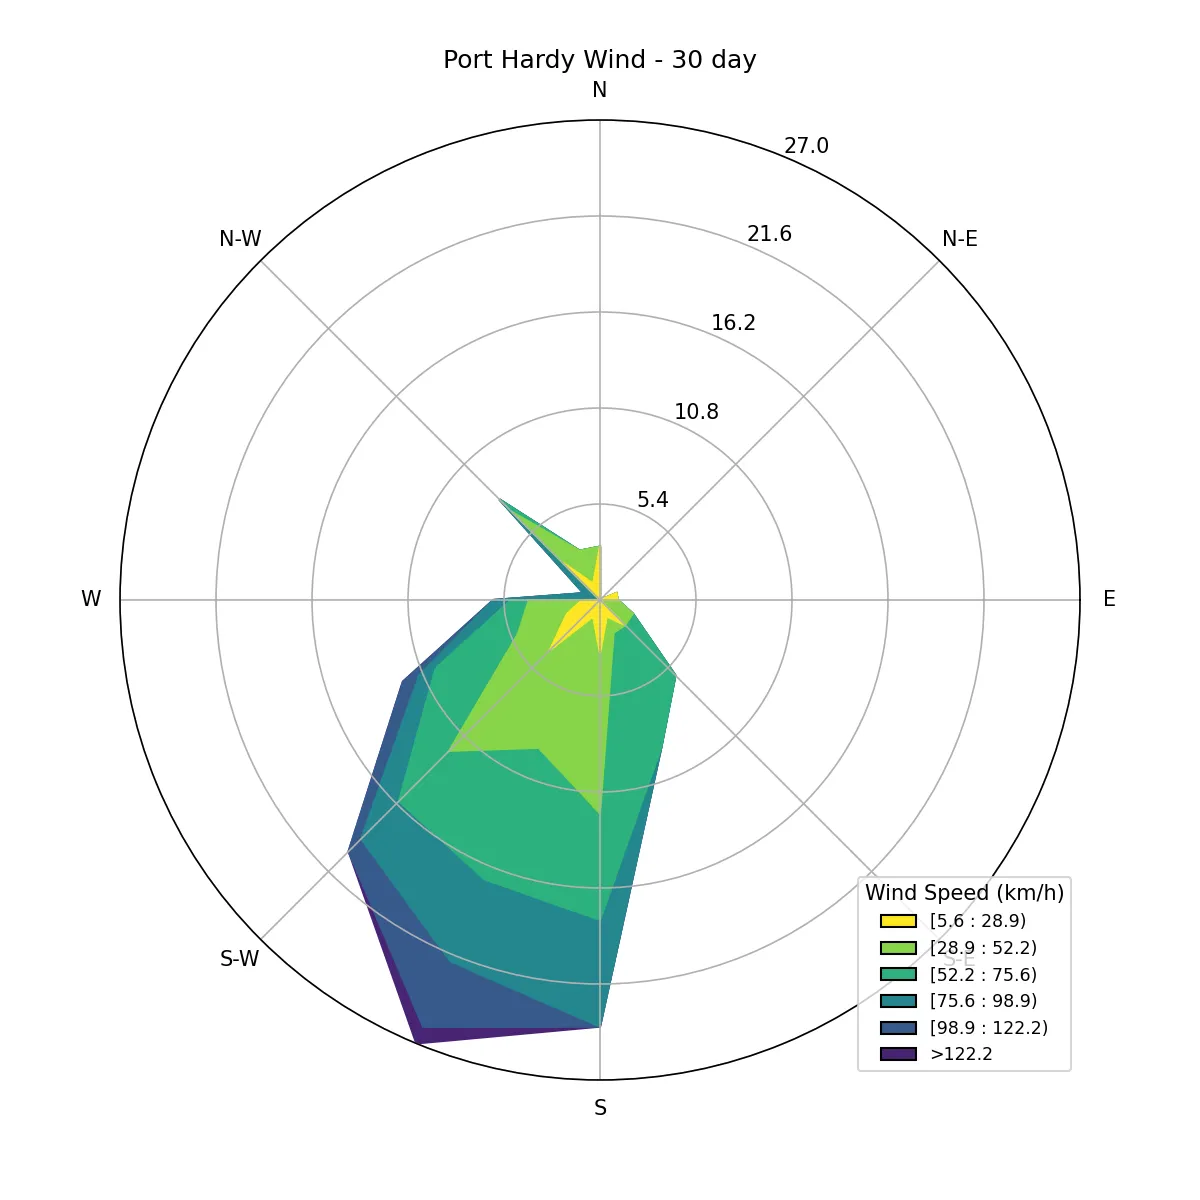 Port Hardy Wind - 30 day
N
27.0
21.6
N-W
N-E
16.2
10.8
5.4
W
E
Wind Speed (km/h)
[5.6 : 28.9)
[28.9 : 52.2)
S-W
S-E
[52.2 : 75.6)
[75.6 : 98.9)
[98.9 : 122.2)
>122.2
S